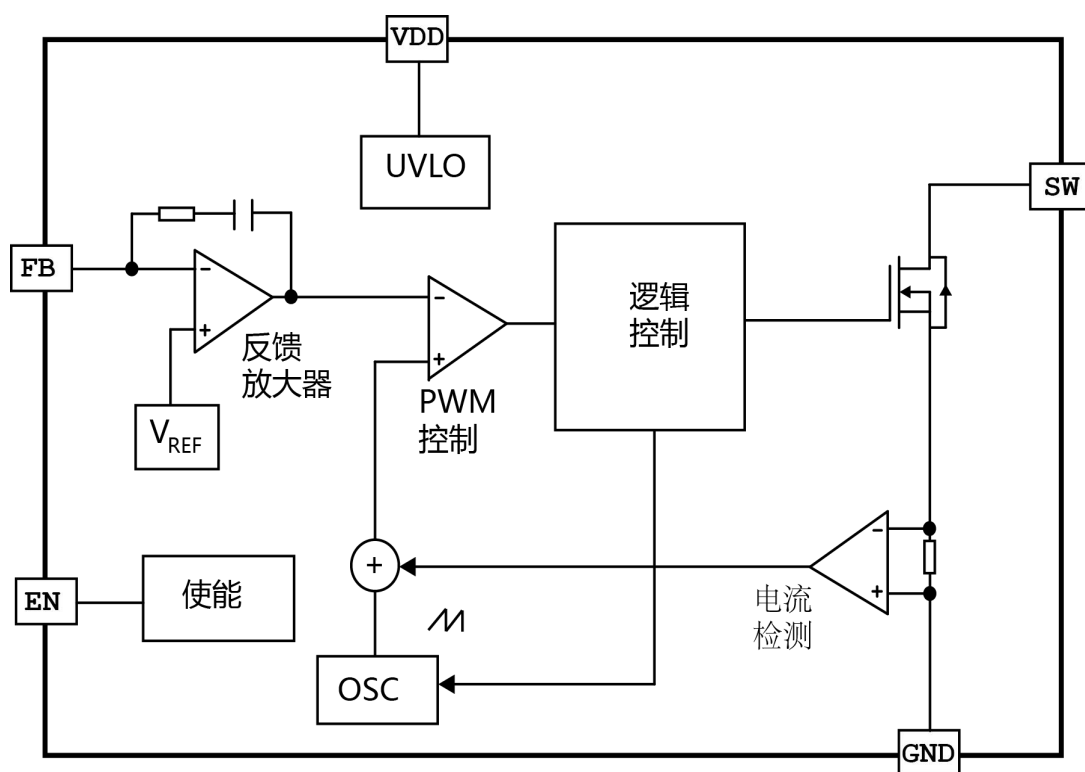 VDD
UVLO
SW
FB
−
+
反馈
放大器
VREF
−
+
PWM
控制
逻辑
控制
EN
使能
+
OSC
−
+
电流
检测
GND